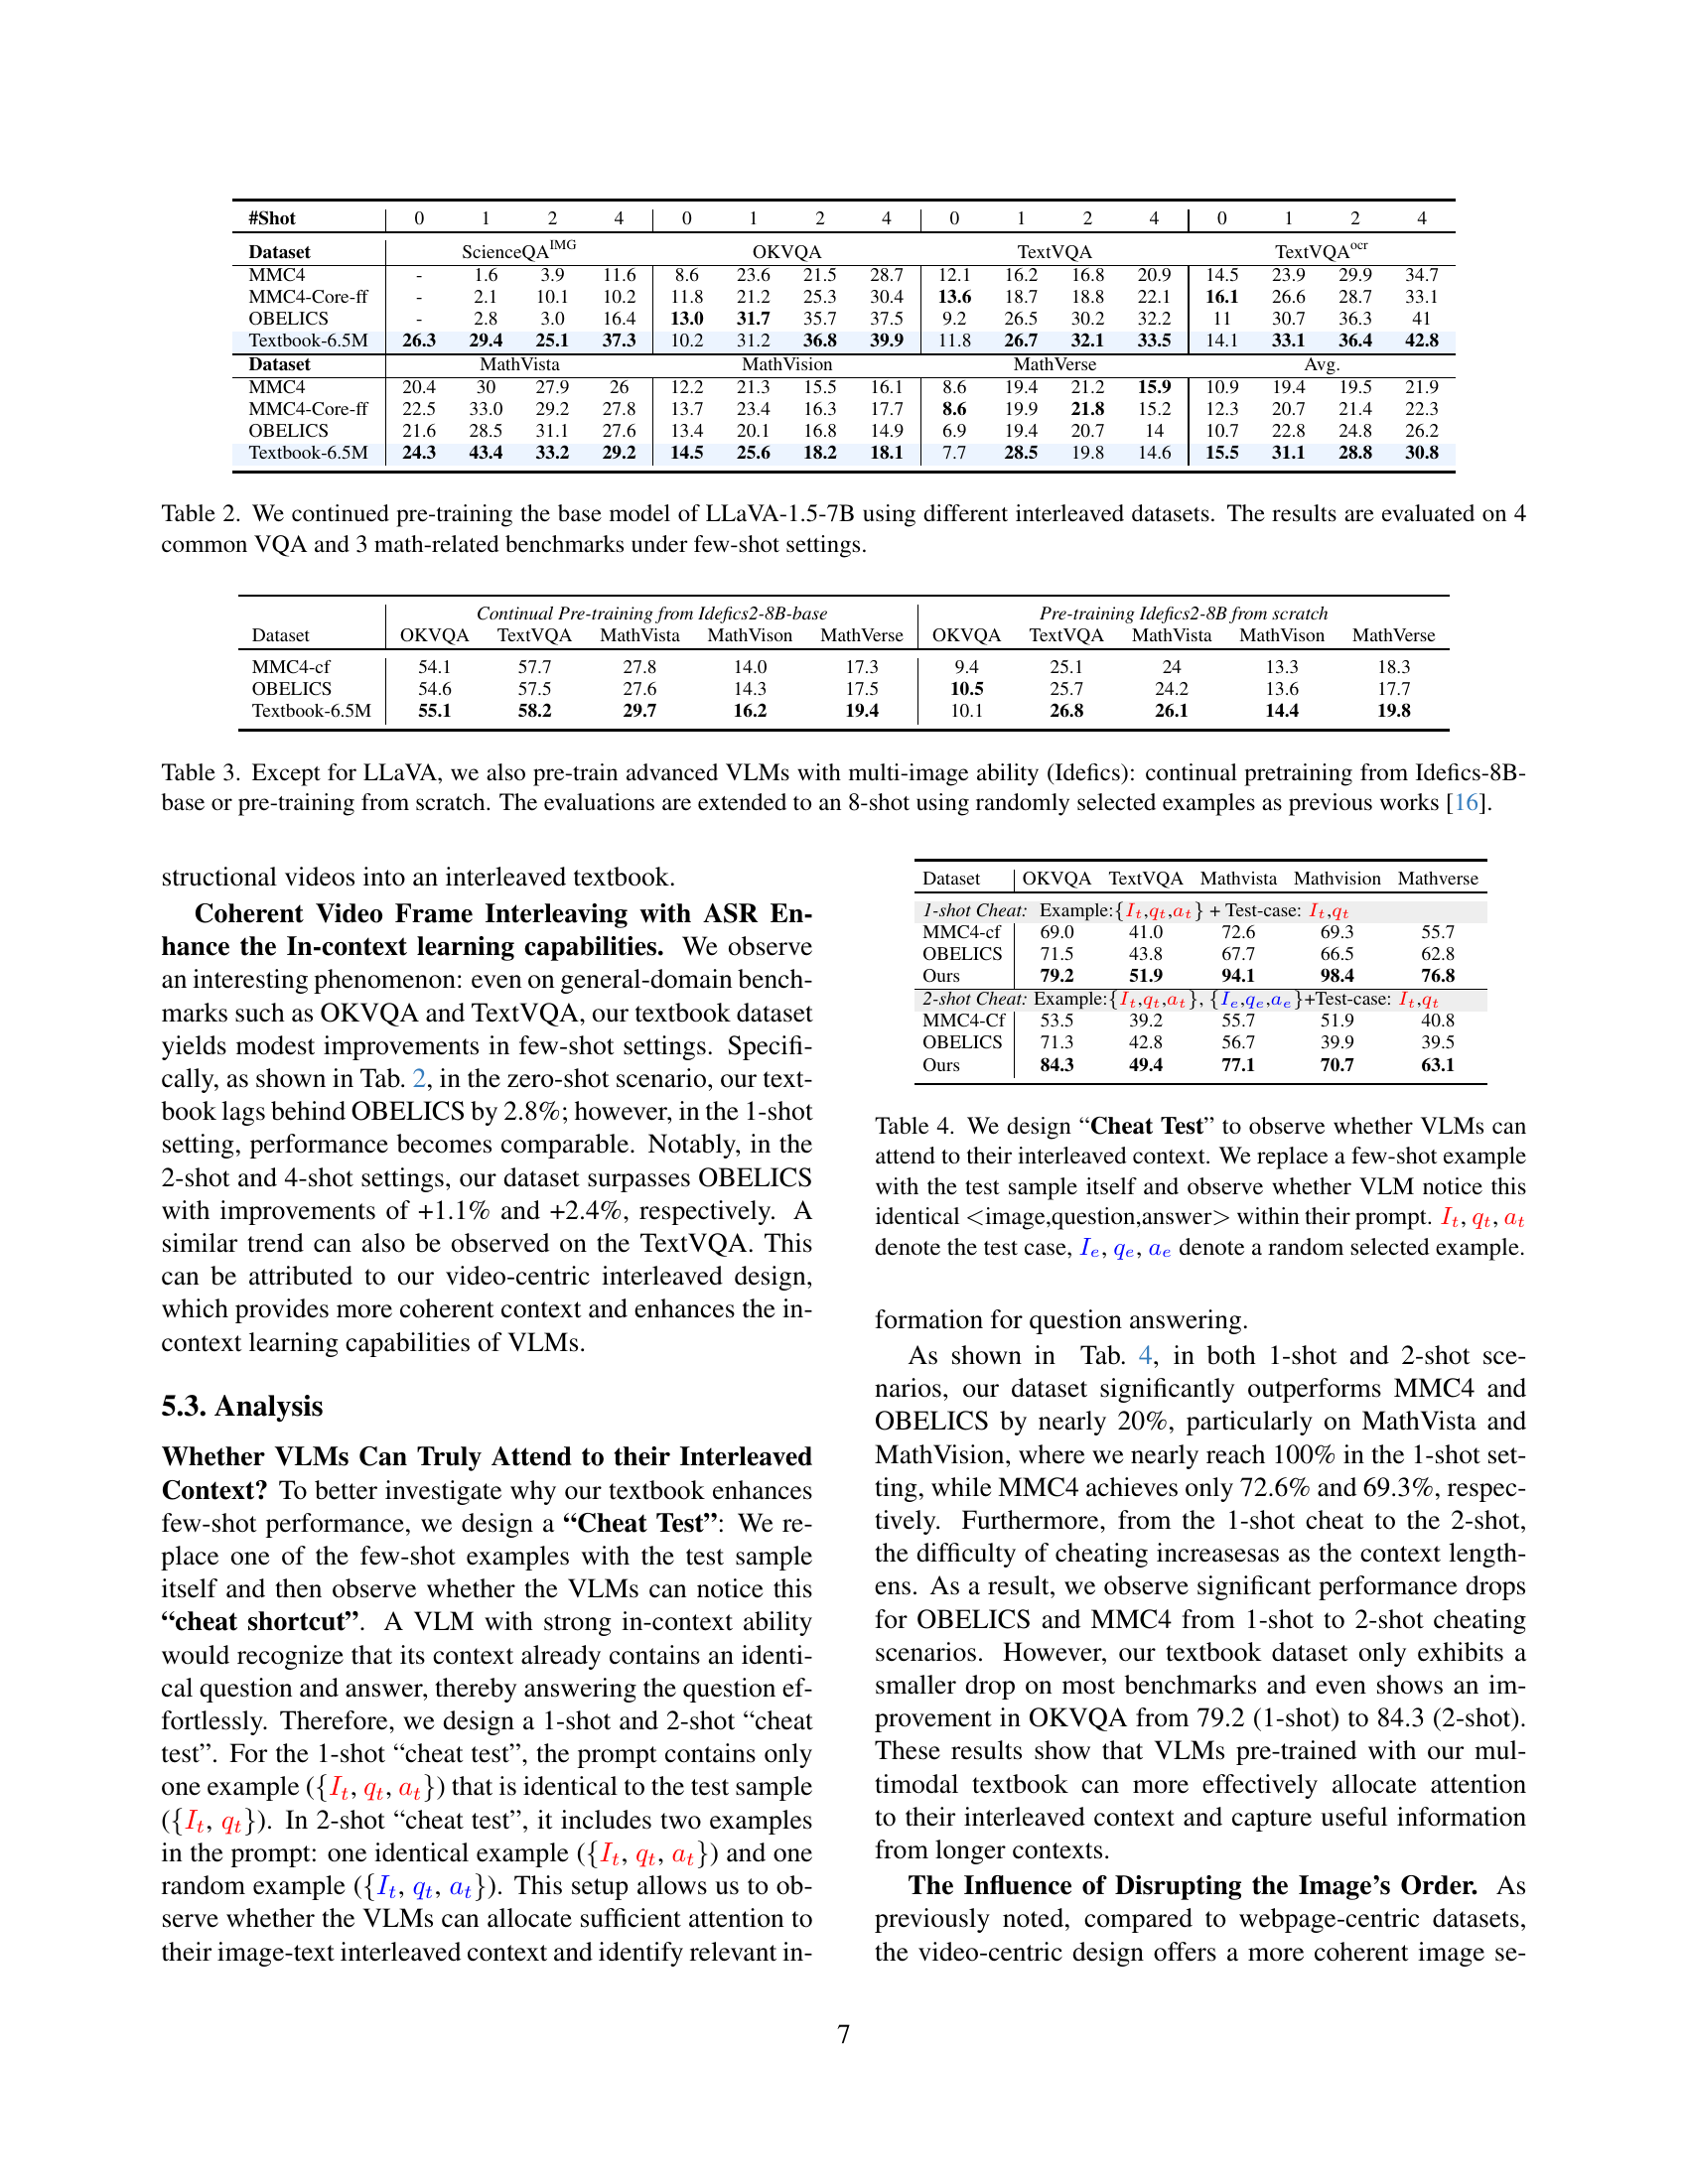 #Shot 0 1 2 4 0 1 2 4 0 1 2 4 0 1 2 4
Dataset ScienceQA^IMG OKVQA TextVQA TextVQA^ocr
MMC4 - 1.6 3.9 11.6 8.6 23.6 21.5 28.7 12.1 16.2 16.8 20.9 14.5 23.9 29.9 34.7
MMC4-Core-ff - 2.1 10.1 10.2 11.8 21.2 25.3 30.4 13.6 18.7 18.8 22.1 16.1 26.6 28.7 33.1
OBELICS - 2.8 3.0 16.4 13.0 31.7 35.7 37.5 9.2 26.5 30.2 32.2 11 30.7 36.3 41
Textbook-6.5M 26.3 29.4 25.1 37.3 10.2 31.2 36.8 39.9 11.8 26.7 32.1 33.5 14.1 33.1 36.4 42.8
Dataset MathVista MathVision MathVerse Avg.
MMC4 20.4 30 27.9 26 12.2 21.3 15.5 16.1 8.6 19.4 21.2 15.9 10.9 19.4 19.5 21.9
MMC4-Core-ff 22.5 33.0 29.2 27.8 13.7 23.4 16.3 17.7 8.6 19.9 21.8 15.2 12.3 20.7 21.4 22.3
OBELICS 21.6 28.5 31.1 27.6 13.4 20.1 16.8 14.9 6.9 19.4 20.7 14 10.7 22.8 24.8 26.2
Textbook-6.5M 24.3 43.4 33.2 29.2 14.5 25.6 18.2 18.1 7.7 28.5 19.8 14.6 15.5 31.1 28.8 30.8
Table 2. We continued pre-training the base model of LLaVA-1.5-7B using different interleaved datasets. The results are evaluated on 4
common VQA and 3 math-related benchmarks under few-shot settings.
Continual Pre-training from Idefics2-8B-base Pre-training Idefics2-8B from scratch
Dataset OKVQA TextVQA MathVista MathVison MathVerse OKVQA TextVQA MathVista MathVison MathVerse
MMC4-cf 54.1 57.7 27.8 14.0 17.3 9.4 25.1 24 13.3 18.3
OBELICS 54.6 57.5 27.6 14.3 17.5 10.5 25.7 24.2 13.6 17.7
Textbook-6.5M 55.1 58.2 29.7 16.2 19.4 10.1 26.8 26.1 14.4 19.8
Table 3. Except for LLaVA, we also pre-train advanced VLMs with multi-image ability (Idefics): continual pretraining from Idefics-8B-
base or pre-training from scratch. The evaluations are extended to an 8-shot using randomly selected examples as previous works [16].
structional videos into an interleaved textbook.
Coherent Video Frame Interleaving with ASR En-
hance the In-context learning capabilities. We observe
an interesting phenomenon: even on general-domain bench-
marks such as OKVQA and TextVQA, our textbook dataset
yields modest improvements in few-shot settings. Specifi-
cally, as shown in Tab. 2, in the zero-shot scenario, our text-
book lags behind OBELICS by 2.8%; however, in the 1-shot
setting, performance becomes comparable. Notably, in the
2-shot and 4-shot settings, our dataset surpasses OBELICS
with improvements of +1.1% and +2.4%, respectively. A
similar trend can also be observed on the TextVQA. This
can be attributed to our video-centric interleaved design,
which provides more coherent context and enhances the in-
context learning capabilities of VLMs.
5.3. Analysis
Whether VLMs Can Truly Attend to their Interleaved
Context? To better investigate why our textbook enhances
few-shot performance, we design a “Cheat Test”: We re-
place one of the few-shot examples with the test sample
itself and then observe whether the VLMs can notice this
“cheat shortcut”. A VLM with strong in-context ability
would recognize that its context already contains an identi-
cal question and answer, thereby answering the question ef-
fortlessly. Therefore, we design a 1-shot and 2-shot “cheat
test”. For the 1-shot “cheat test”, the prompt contains only
one example ({I_t, q_t, a_t}) that is identical to the test sample
({I_t, q_t}). In 2-shot “cheat test”, it includes two examples
in the prompt: one identical example ({I_t, q_t, a_t}) and one
random example ({I_t, q_t, a_t}). This setup allows us to ob-
serve whether the VLMs can allocate sufficient attention to
their image-text interleaved context and identify relevant in-
Dataset OKVQA TextVQA Mathvista Mathvision Mathverse
1-shot Cheat: Example:{I_t,q_t,a_t} + Test-case: I_t,q_t
MMC4-cf 69.0 41.0 72.6 69.3 55.7
OBELICS 71.5 43.8 67.7 66.5 62.8
Ours 79.2 51.9 94.1 98.4 76.8
2-shot Cheat: Example:{I_t,q_t,a_t}, {I_e,q_e,a_e}+Test-case: I_t,q_t
MMC4-Cf 53.5 39.2 55.7 51.9 40.8
OBELICS 71.3 42.8 56.7 39.9 39.5
Ours 84.3 49.4 77.1 70.7 63.1
Table 4. We design “Cheat Test” to observe whether VLMs can
attend to their interleaved context. We replace a few-shot example
with the test sample itself and observe whether VLM notice this
identical <image,question,answer> within their prompt. I_t, q_t, a_t
denote the test case, I_e, q_e, a_e denote a random selected example.
formation for question answering.
As shown in Tab. 4, in both 1-shot and 2-shot sce-
narios, our dataset significantly outperforms MMC4 and
OBELICS by nearly 20%, particularly on MathVista and
MathVision, where we nearly reach 100% in the 1-shot set-
ting, while MMC4 achieves only 72.6% and 69.3%, respec-
tively. Furthermore, from the 1-shot cheat to the 2-shot,
the difficulty of cheating increasesas as the context length-
ens. As a result, we observe significant performance drops
for OBELICS and MMC4 from 1-shot to 2-shot cheating
scenarios. However, our textbook dataset only exhibits a
smaller drop on most benchmarks and even shows an im-
provement in OKVQA from 79.2 (1-shot) to 84.3 (2-shot).
These results show that VLMs pre-trained with our mul-
timodal textbook can more effectively allocate attention
to their interleaved context and capture useful information
from longer contexts.
The Influence of Disrupting the Image’s Order. As
previously noted, compared to webpage-centric datasets,
the video-centric design offers a more coherent image se-
7